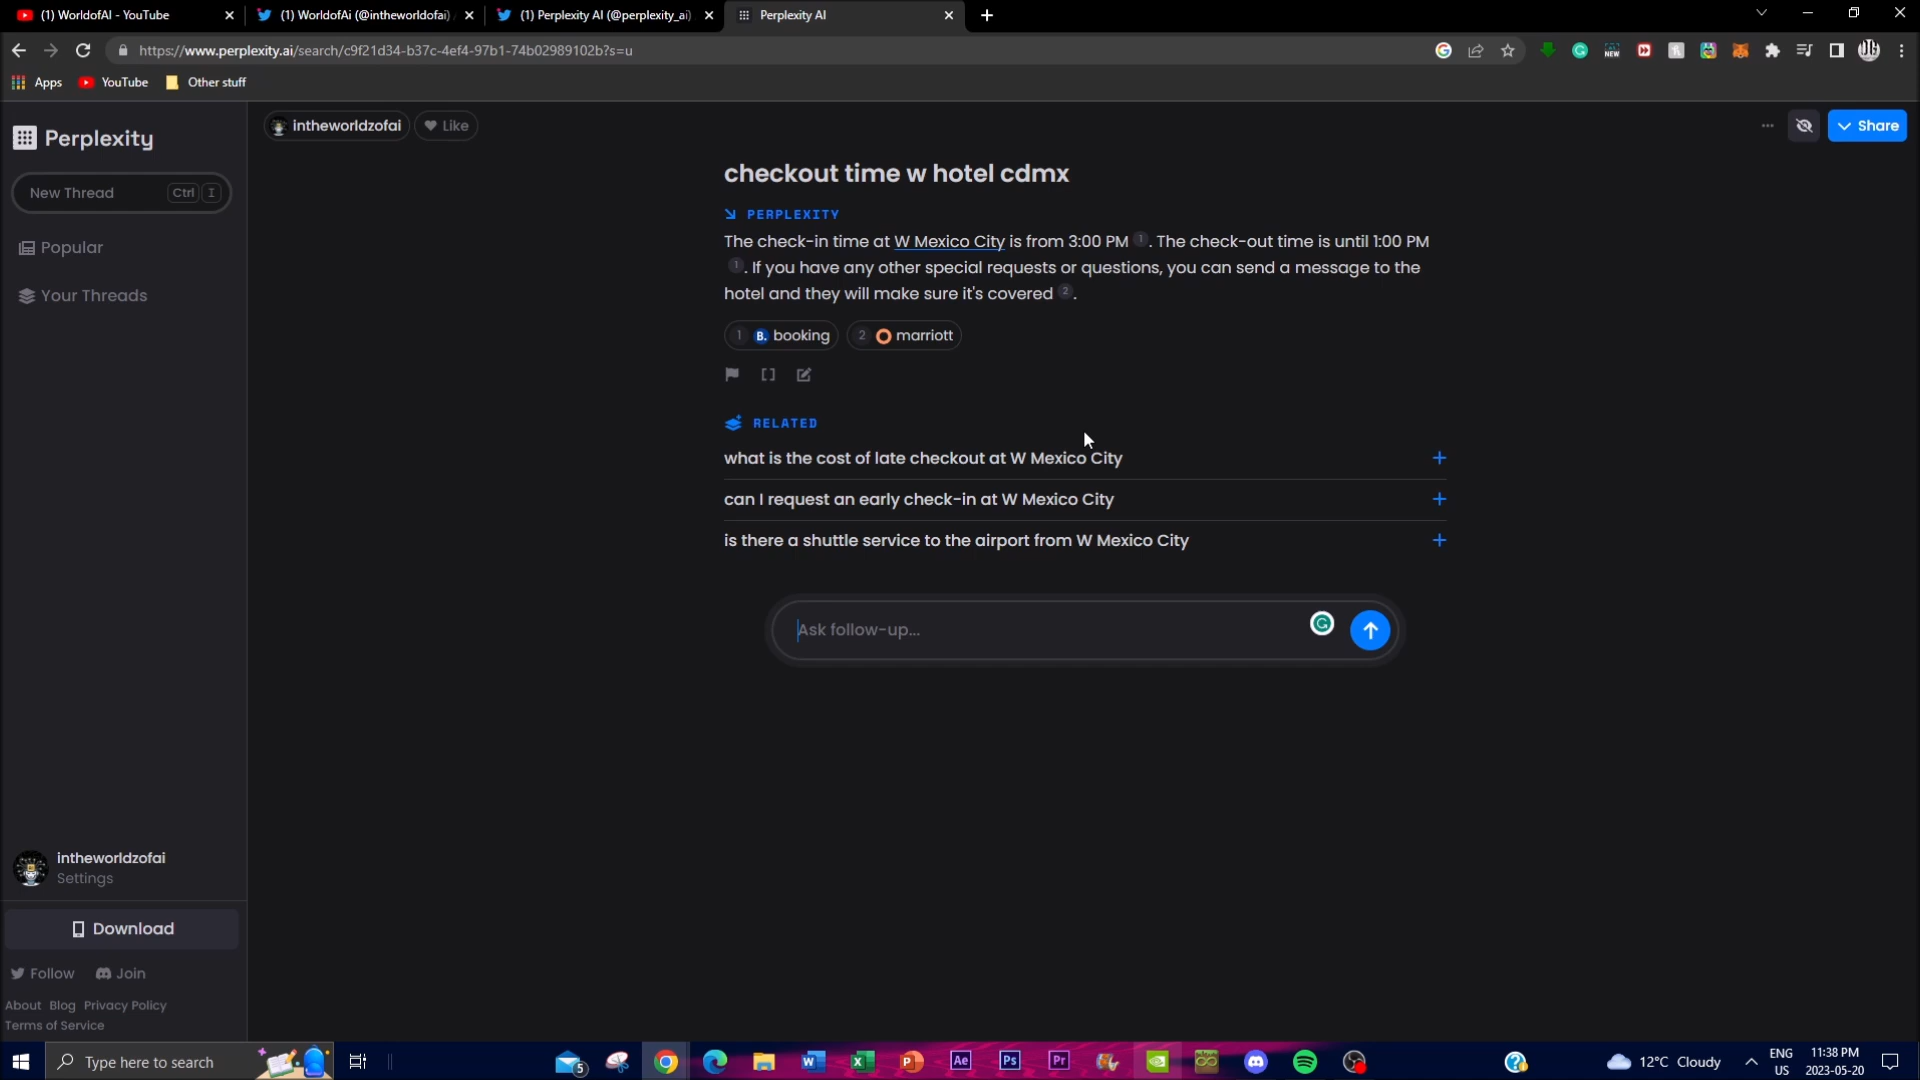 (1) WorldofAI - YouTube
(1) WorldofAi (@intheworldofai)
(1) Perplexity AI (@perplexity_ai)
Perplexity AI
https://www.perplexity.ai/search/c9f21d34-b37c-4ef4-97b1-74b02989102b?s=u
NEW
Apps
YouTube
Other stuff
Perplexity
New Thread
Ctrl I
Popular
Your Threads
intheworldzofai
Settings
Download
Follow
Join
About Blog Privacy Policy
Terms of Service
intheworldzofai
Like
Share
checkout time w hotel cdmx
PERPLEXITY
The check-in time at W Mexico City is from 3:00 PM 1. The check-out time is until 1:00 PM
1. If you have any other special requests or questions, you can send a message to the
hotel and they will make sure it's covered 2.
1 B. booking
2 marriott
RELATED
what is the cost of late checkout at W Mexico City
can I request an early check-in at W Mexico City
is there a shuttle service to the airport from W Mexico City
Ask follow-up...
Type here to search
5
Ae
Ps
Pr
12°C Cloudy
ENG
US
11:38 PM
2023-05-20